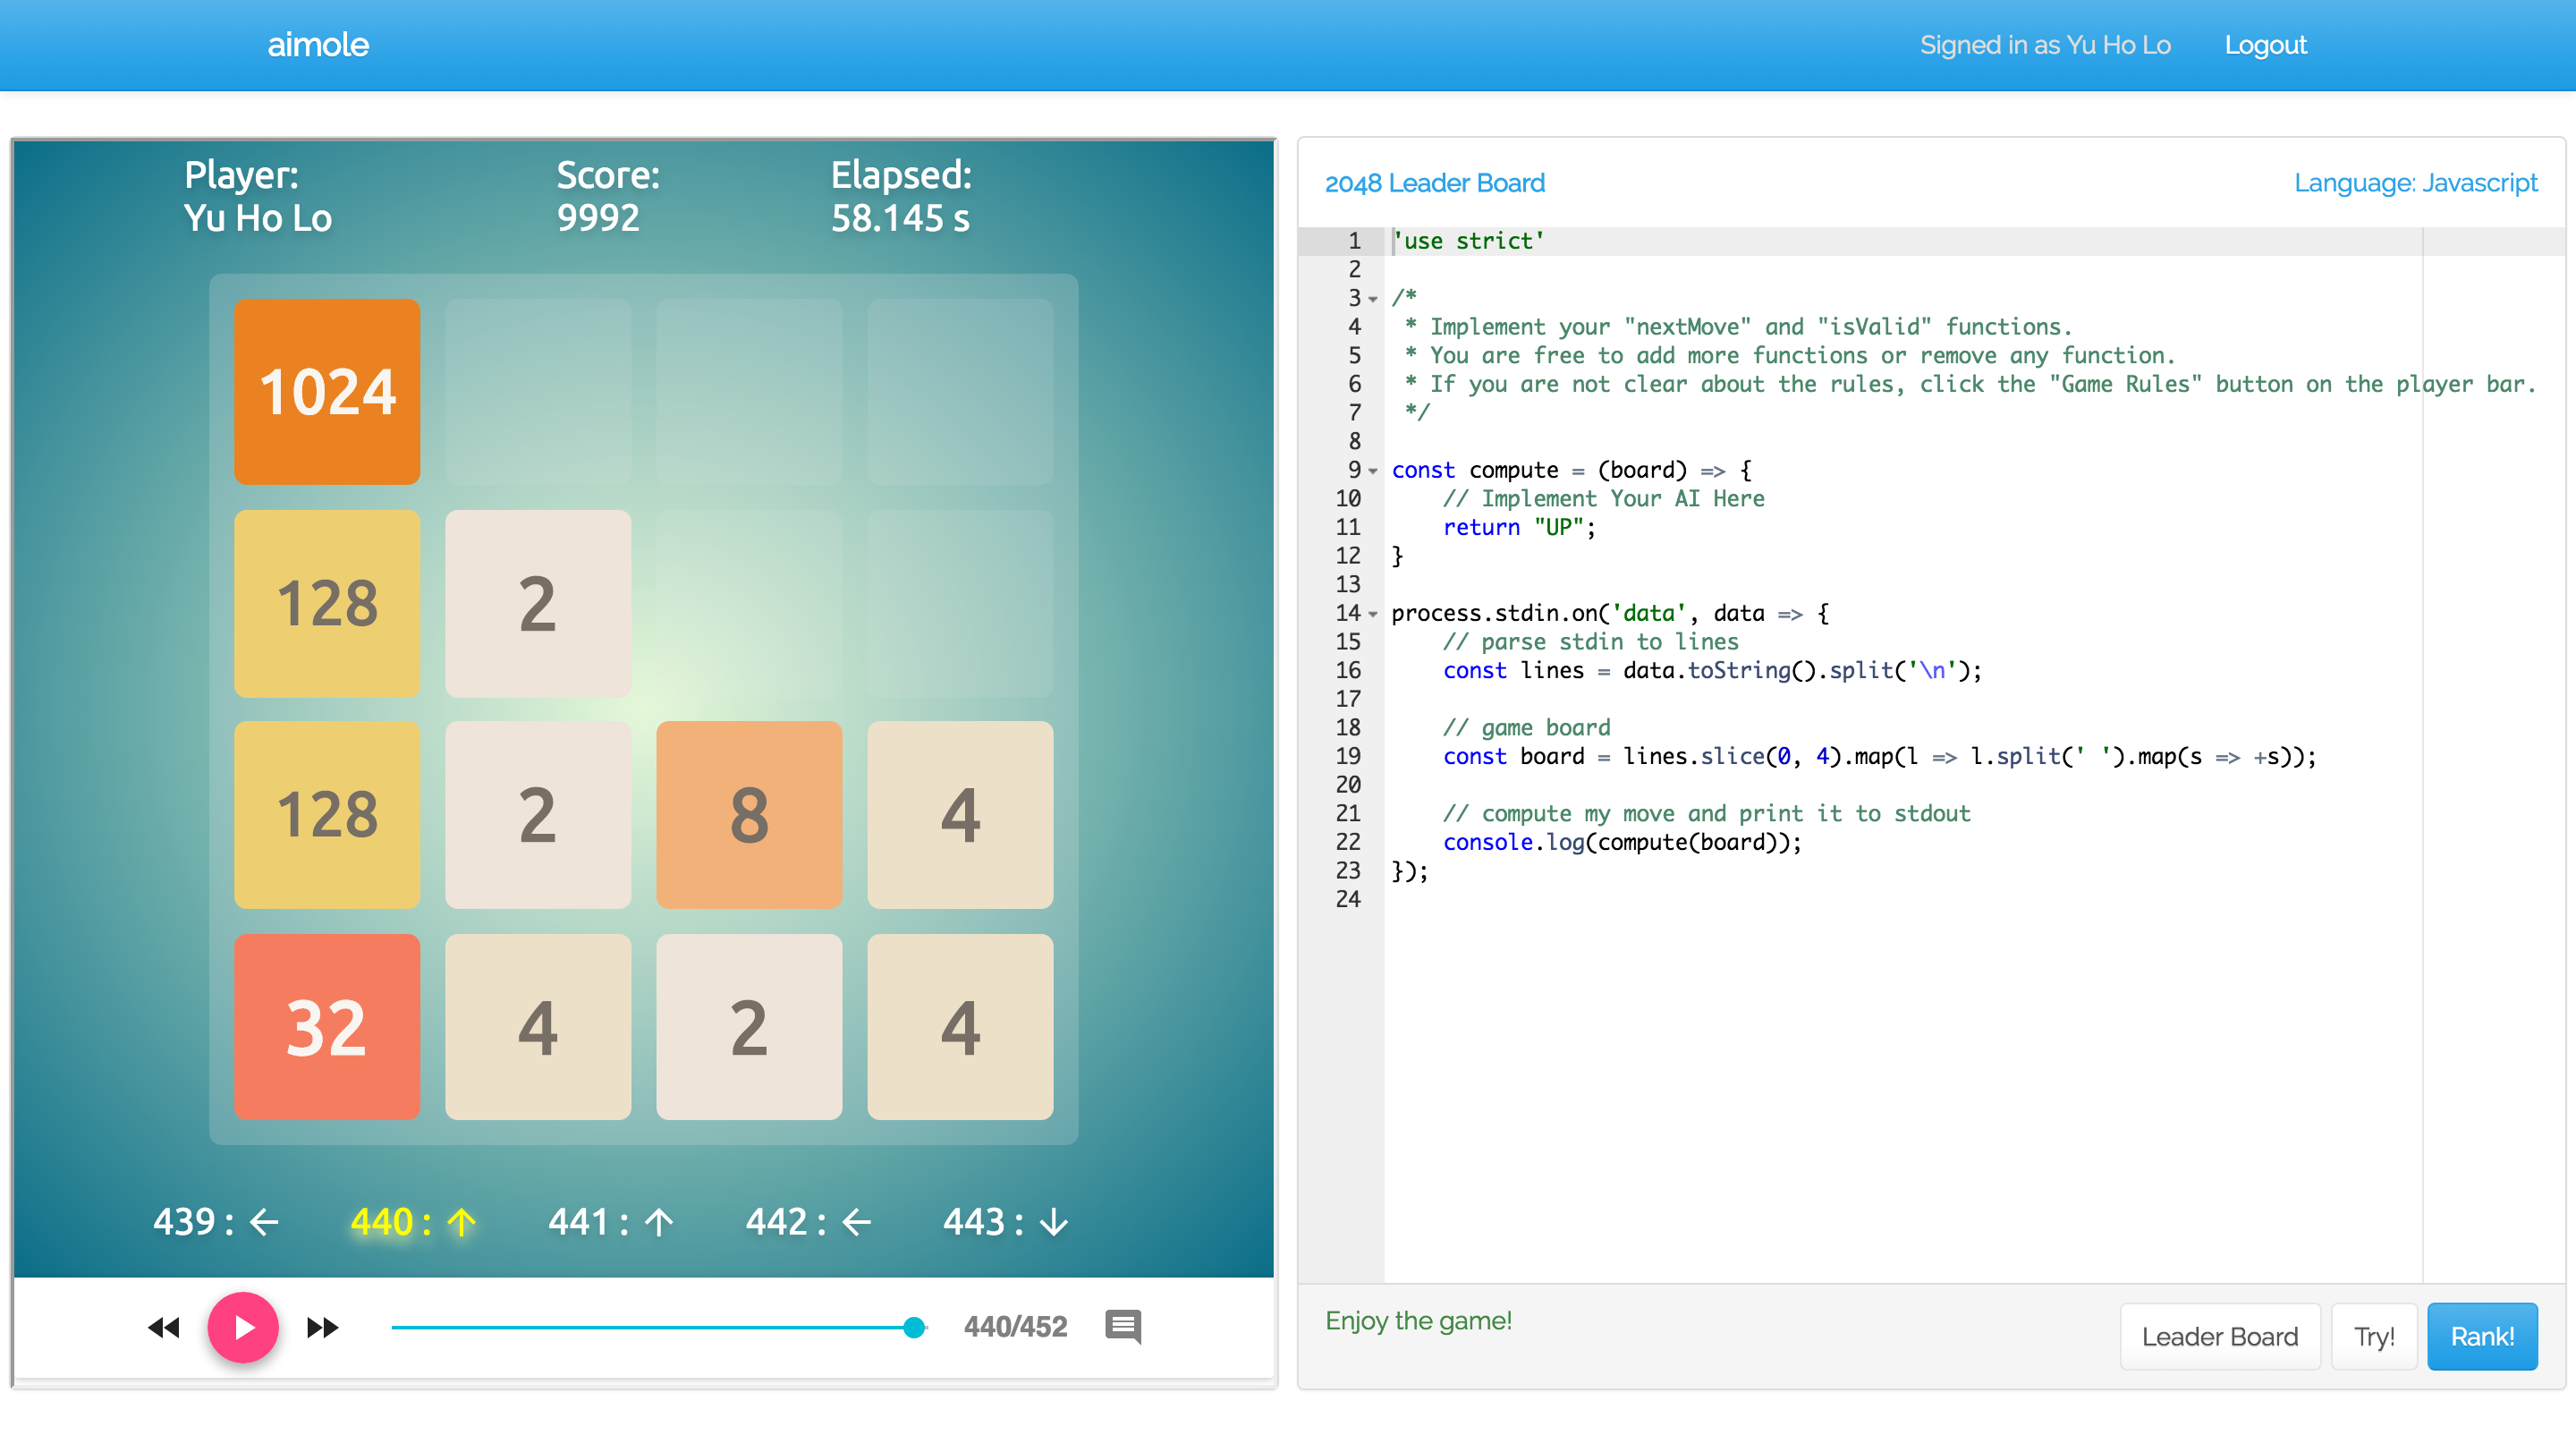 aimole
Signed in as Yu Ho Lo Logout
Player: Score: Elapsed:
Yu Ho Lo 9992 58.145 s
1024
128 2
128 2 8 4
32 4 2 4
439 : ← 440 : ↑ 441 : ↑ 442 : ← 443 : ↓
440/452
2048 Leader Board Language: Javascript
1 'use strict'
2
3 /*
4  * Implement your "nextMove" and "isValid" functions.
5  * You are free to add more functions or remove any function.
6  * If you are not clear about the rules, click the "Game Rules" button on the player bar.
7  */
8
9 const compute = (board) => {
10     // Implement Your AI Here
11     return "UP";
12 }
13
14 process.stdin.on('data', data => {
15     // parse stdin to lines
16     const lines = data.toString().split('\n');
17
18     // game board
19     const board = lines.slice(0, 4).map(l => l.split(' ').map(s => +s));
20
21     // compute my move and print it to stdout
22     console.log(compute(board));
23 });
24
Enjoy the game!
Leader Board Try! Rank!